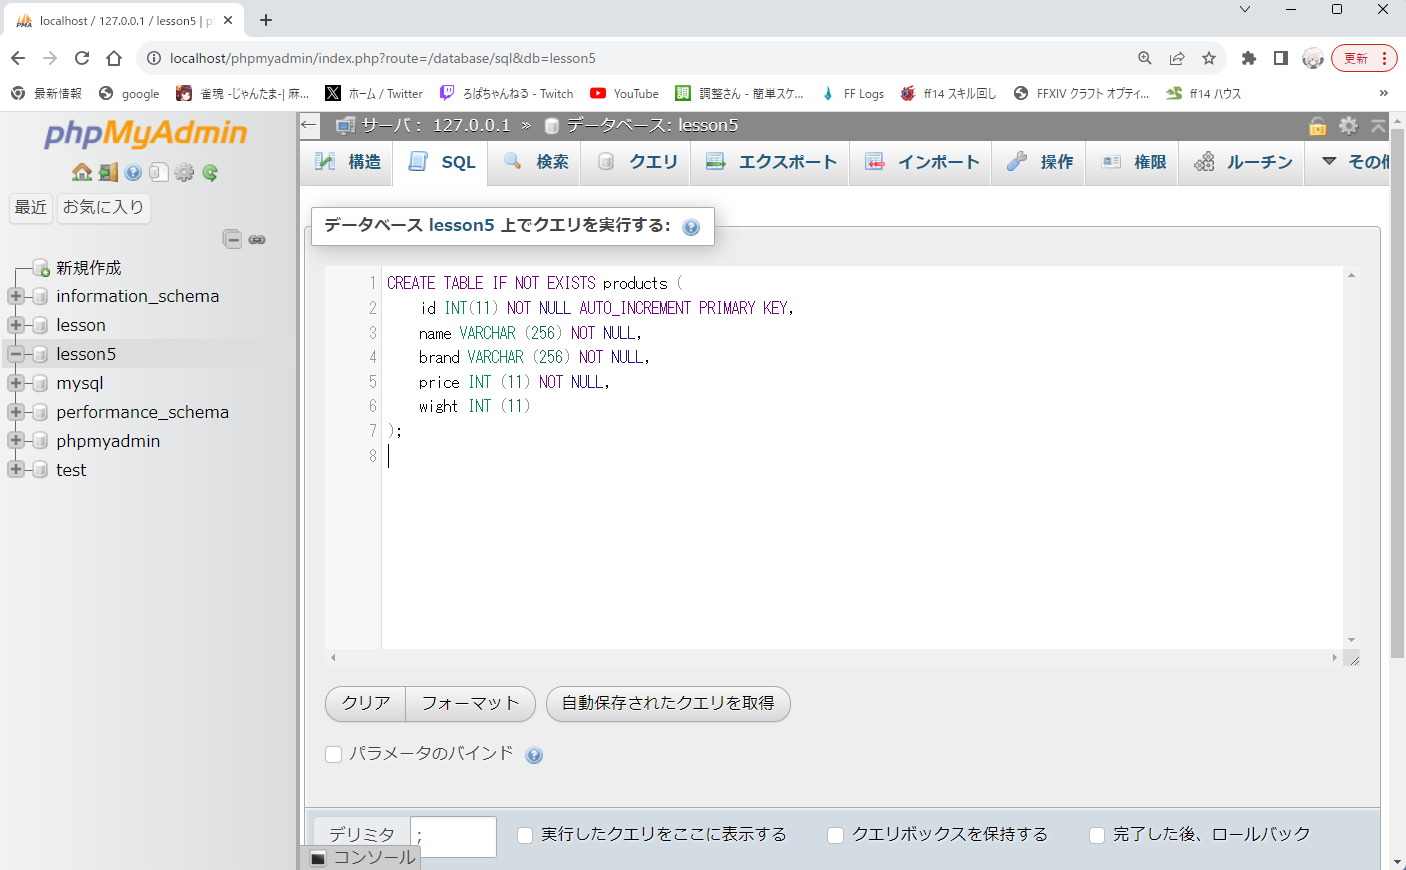 localhost / 127.0.0.1 / lesson5 | p
localhost/phpmyadmin/index.php?route=/database/sql&db=lesson5
更新
最新情報
google
雀魂 -じゃんたま-| 麻...
ホーム / Twitter
ろぱちゃんねる - Twitch
YouTube
調整さん - 簡単スケ...
FF Logs
ff14 スキル回し
FFXIV クラフト オプティ...
ff14 ハウス
»
phpMyAdmin
最近
お気に入り
新規作成
information_schema
lesson
lesson5
mysql
performance_schema
phpmyadmin
test
サーバ: 127.0.0.1 » データベース: lesson5
構造
SQL
検索
クエリ
エクスポート
インポート
操作
権限
ルーチン
その他
データベース lesson5 上でクエリを実行する:
1 CREATE TABLE IF NOT EXISTS products (
2 id INT(11) NOT NULL AUTO_INCREMENT PRIMARY KEY,
3 name VARCHAR (256) NOT NULL,
4 brand VARCHAR (256) NOT NULL,
5 price INT (11) NOT NULL,
6 wight INT (11)
7 );
8
クリア
フォーマット
自動保存されたクエリを取得
パラメータのバインド
デリミタ
;
実行したクエリをここに表示する
クエリボックスを保持する
完了した後、ロールバック
コンソール